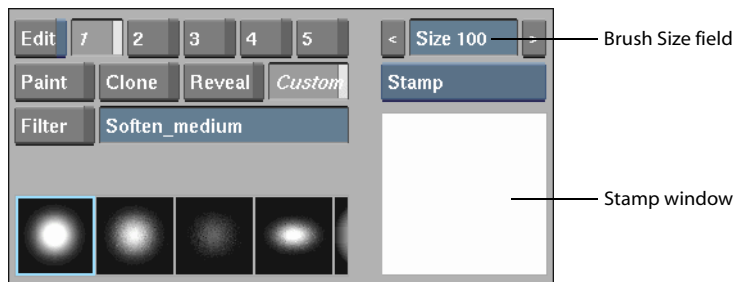 Edit 1 2 3 4 5 < Size 100 > Brush Size field
Paint Clone Reveal Custom Stamp
Filter Soften_medium
Stamp window